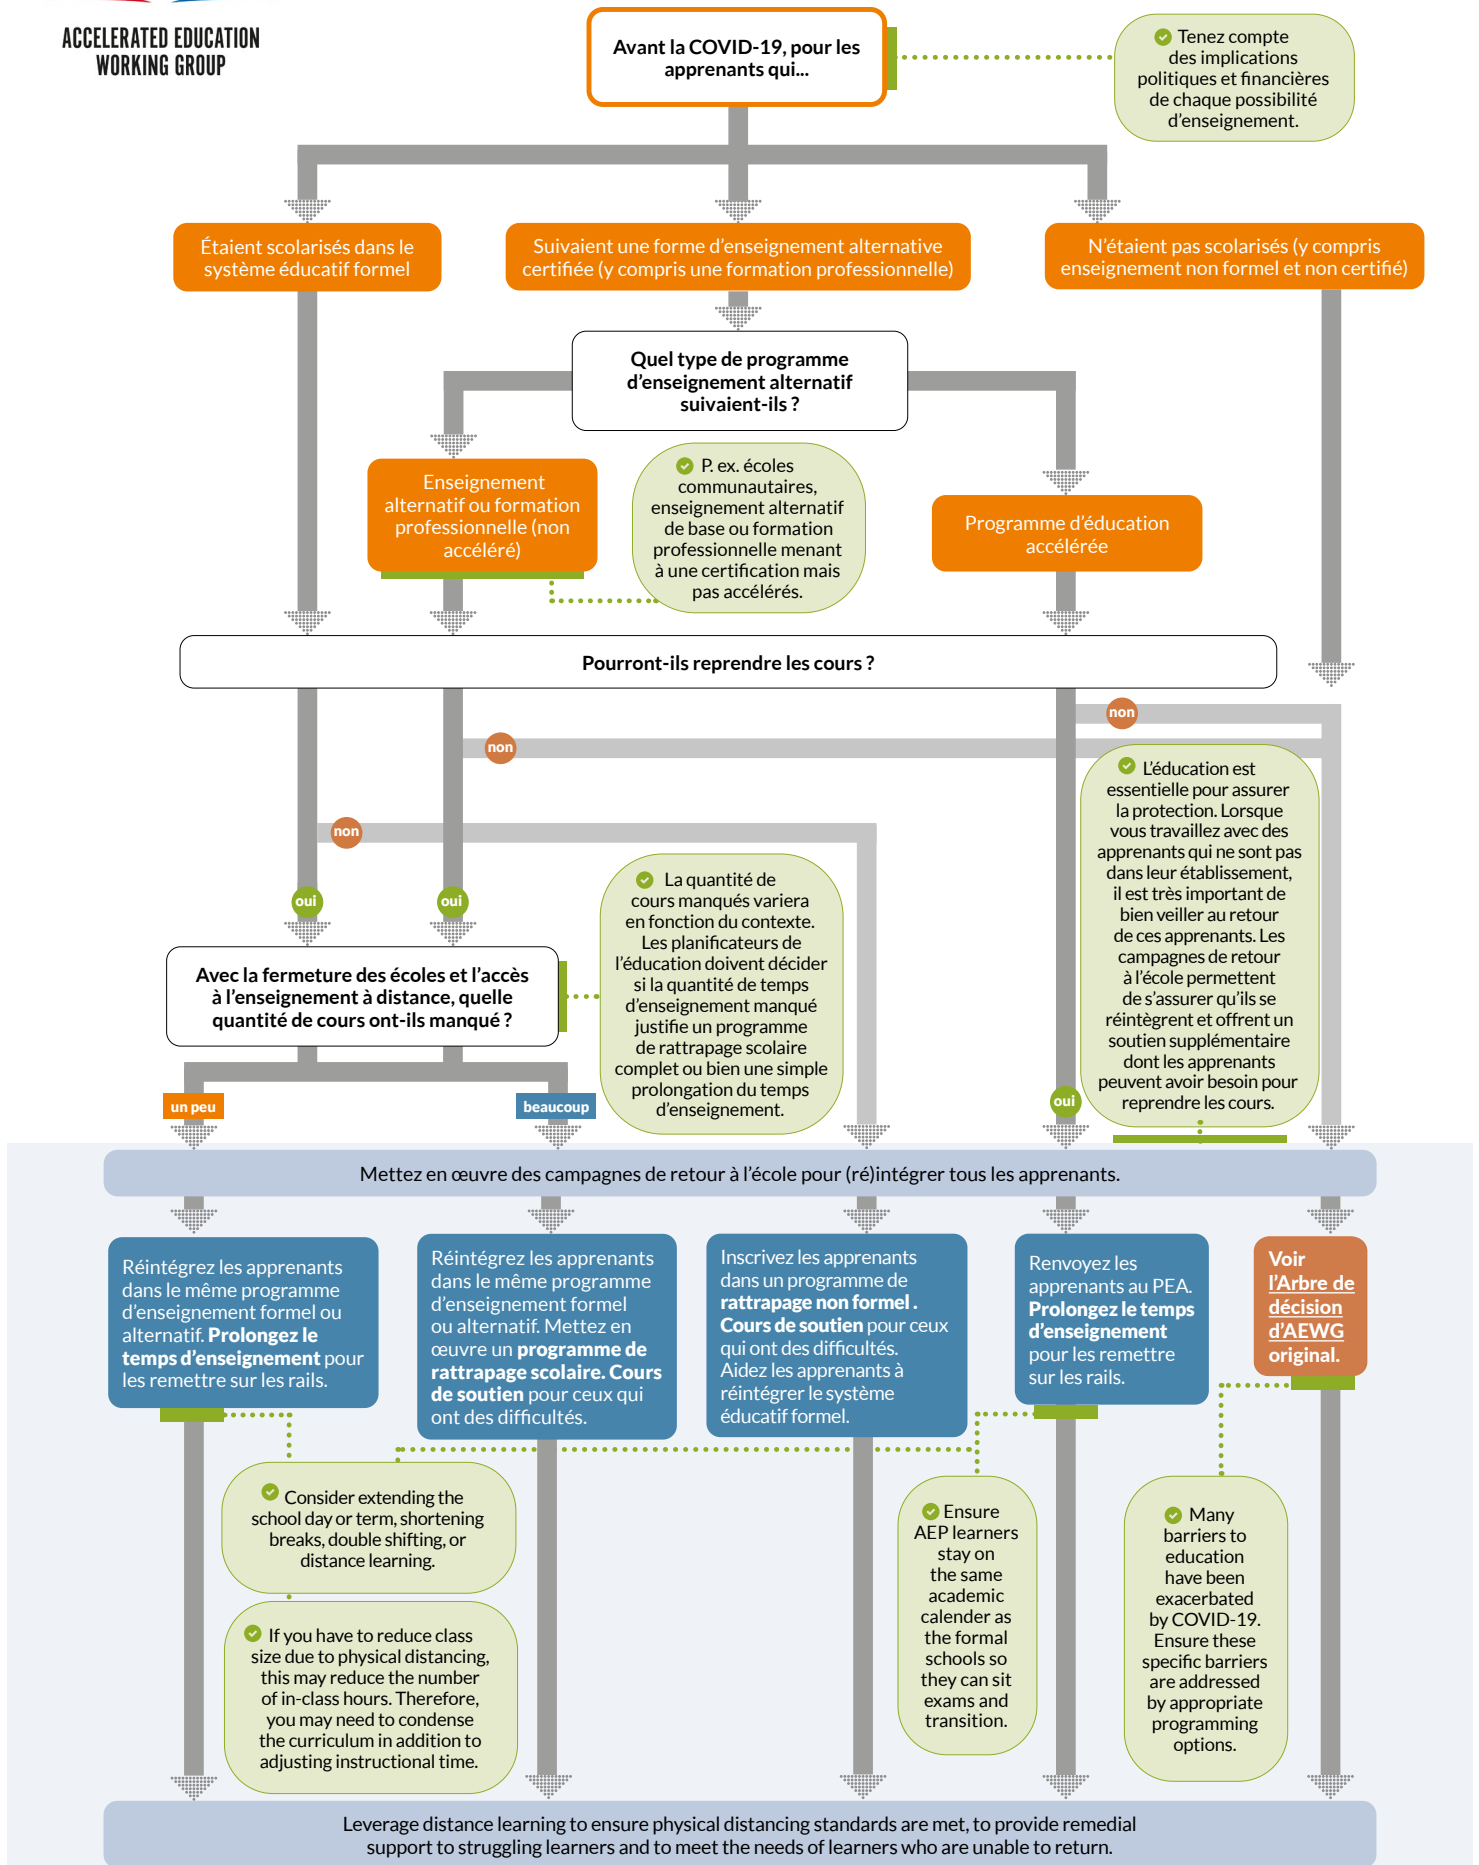 ACCELERATED EDUCATION
WORKING GROUP
Avant la COVID-19, pour les
apprenants qui...
Tenez compte
des implications
politiques et financières
de chaque possibilité
d’enseignement.
Étaient scolarisés dans le
système éducatif formel
Suivaient une forme d’enseignement alternative
certifiée (y compris une formation professionnelle)
N’étaient pas scolarisés (y compris
enseignement non formel et non certifié)
Quel type de programme
d’enseignement alternatif
suivaient-ils ?
Enseignement
alternatif ou formation
professionnelle (non
accéléré)
P. ex. écoles
communautaires,
enseignement alternatif
de base ou formation
professionnelle menant
à une certification mais
pas accélérés.
Programme d’éducation
accélérée
Pourront-ils reprendre les cours ?
non
non
non
L’éducation est
essentielle pour assurer
la protection. Lorsque
vous travaillez avec des
apprenants qui ne sont pas
dans leur établissement,
il est très important de
bien veiller au retour
de ces apprenants. Les
campagnes de retour
à l’école permettent
de s’assurer qu’ils se
réintègrent et offrent un
soutien supplémentaire
dont les apprenants
peuvent avoir besoin pour
reprendre les cours.
oui
oui
La quantité de
cours manqués variera
en fonction du contexte.
Les planificateurs de
l’éducation doivent décider
si la quantité de temps
d’enseignement manqué
justifie un programme
de rattrapage scolaire
complet ou bien une simple
prolongation du temps
d’enseignement.
Avec la fermeture des écoles et l’accès
à l’enseignement à distance, quelle
quantité de cours ont-ils manqué ?
un peu
beaucoup
oui
Mettez en œuvre des campagnes de retour à l’école pour (ré)intégrer tous les apprenants.
Réintégrez les apprenants
dans le même programme
d’enseignement formel ou
alternatif. Prolongez le
temps d’enseignement pour
les remettre sur les rails.
Réintégrez les apprenants
dans le même programme
d’enseignement formel
ou alternatif. Mettez en
œuvre un programme de
rattrapage scolaire. Cours
de soutien pour ceux qui
ont des difficultés.
Inscrivez les apprenants
dans un programme de
rattrapage non formel .
Cours de soutien pour ceux
qui ont des difficultés.
Aidez les apprenants à
réintégrer le système
éducatif formel.
Renvoyez les
apprenants au PEA.
Prolongez le temps
d’enseignement
pour les remettre
sur les rails.
Voir
l’Arbre de
décision
d’AEWG
original.
Consider extending the
school day or term, shortening
breaks, double shifting, or
distance learning.
If you have to reduce class
size due to physical distancing,
this may reduce the number
of in-class hours. Therefore,
you may need to condense
the curriculum in addition to
adjusting instructional time.
Ensure
AEP learners
stay on
the same
academic
calender as
the formal
schools so
they can sit
exams and
transition.
Many
barriers to
education
have been
exacerbated
by COVID-19.
Ensure these
specific barriers
are addressed
by appropriate
programming
options.
Leverage distance learning to ensure physical distancing standards are met, to provide remedial
support to struggling learners and to meet the needs of learners who are unable to return.